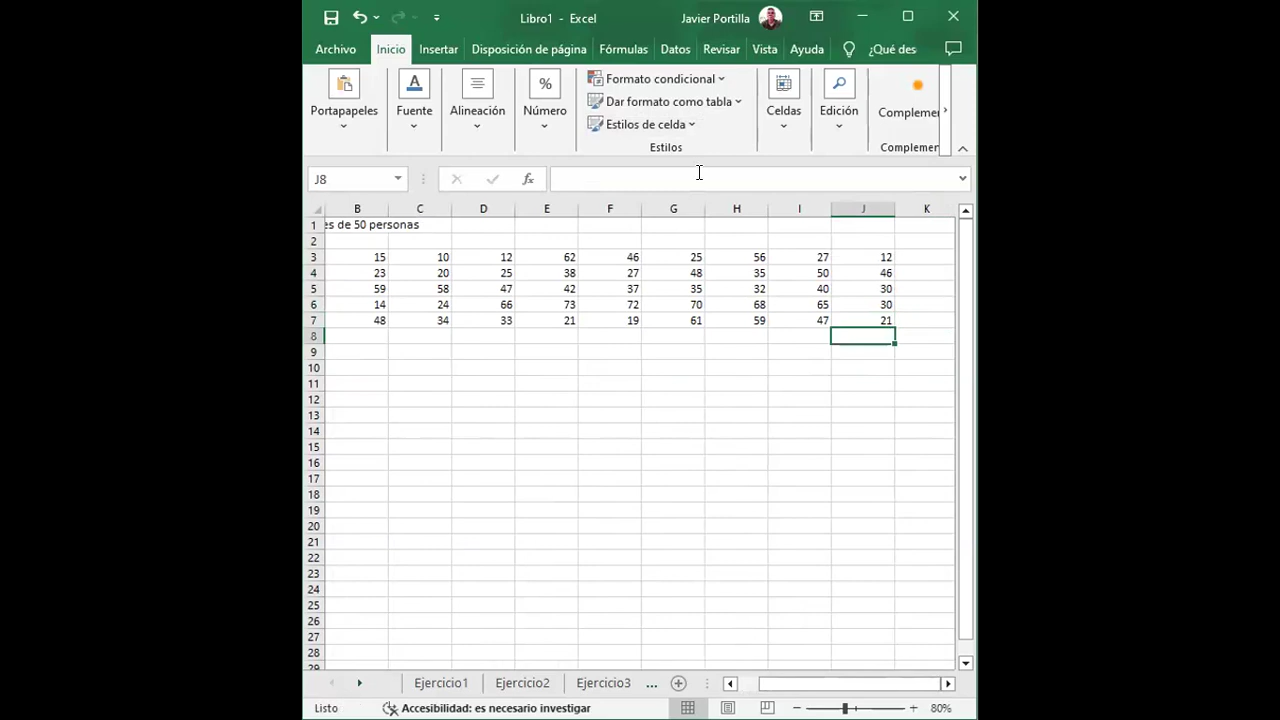 Libro1 - Excel
Javier Portilla
Archivo Inicio Insertar Disposición de página Fórmulas Datos Revisar Vista Ayuda ¿Qué des
Portapapeles Fuente Alineación Número Celdas Edición Complemen
Formato condicional
Dar formato como tabla
Estilos de celda
Estilos Complemen
J8 fx
B C D E F G H I J K
1 es de 50 personas
2
3 15 10 12 62 46 25 56 27 12
4 23 20 25 38 27 48 35 50 46
5 59 58 47 42 37 35 32 40 30
6 14 24 66 73 72 70 68 65 30
7 48 34 33 21 19 61 59 47 21
8
9
10
11
12
13
14
15
16
17
18
19
20
21
22
23
24
25
26
27
28
29
Ejercicio1 Ejercicio2 Ejercicio3 ...
Listo Accesibilidad: es necesario investigar 80%